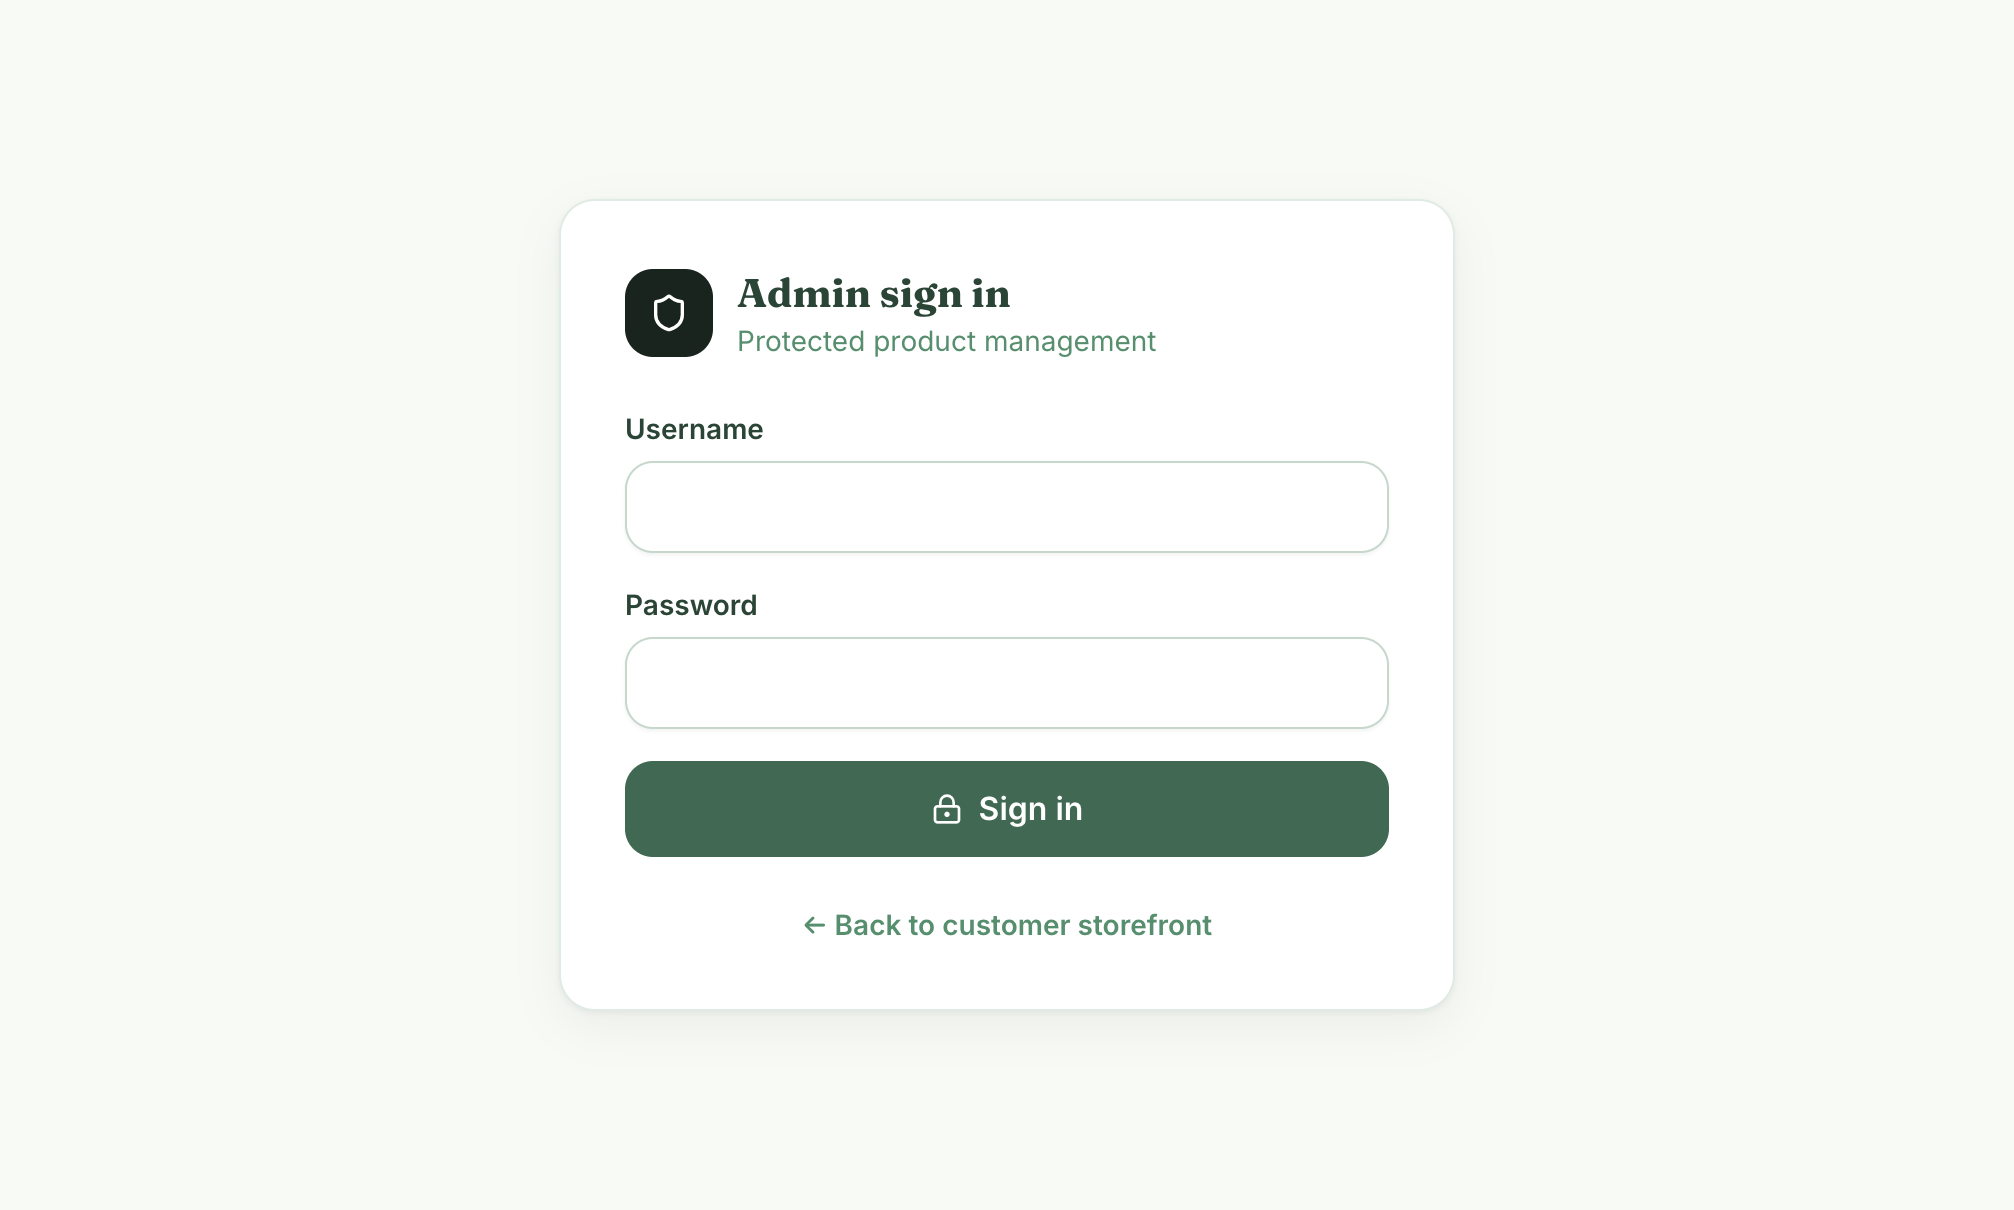 Admin sign in
Protected product management
Username
Password
Sign in
← Back to customer storefront